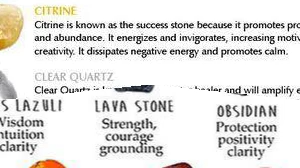 CITRINE
Citrine is known as the success stone because it promotes pro
and abundance. It energizes and invigorates, increasing motiv
creativity. It dissipates negative energy and promotes calm.
CLEAR QUARTZ
Clear Quartz is healer and will amplify e
S LAZULI
Wisdom
ntuition
clarity
LAVA STONE
Strength,
courage
grounding
OBSIDIAN
Protection
positivity
clarity